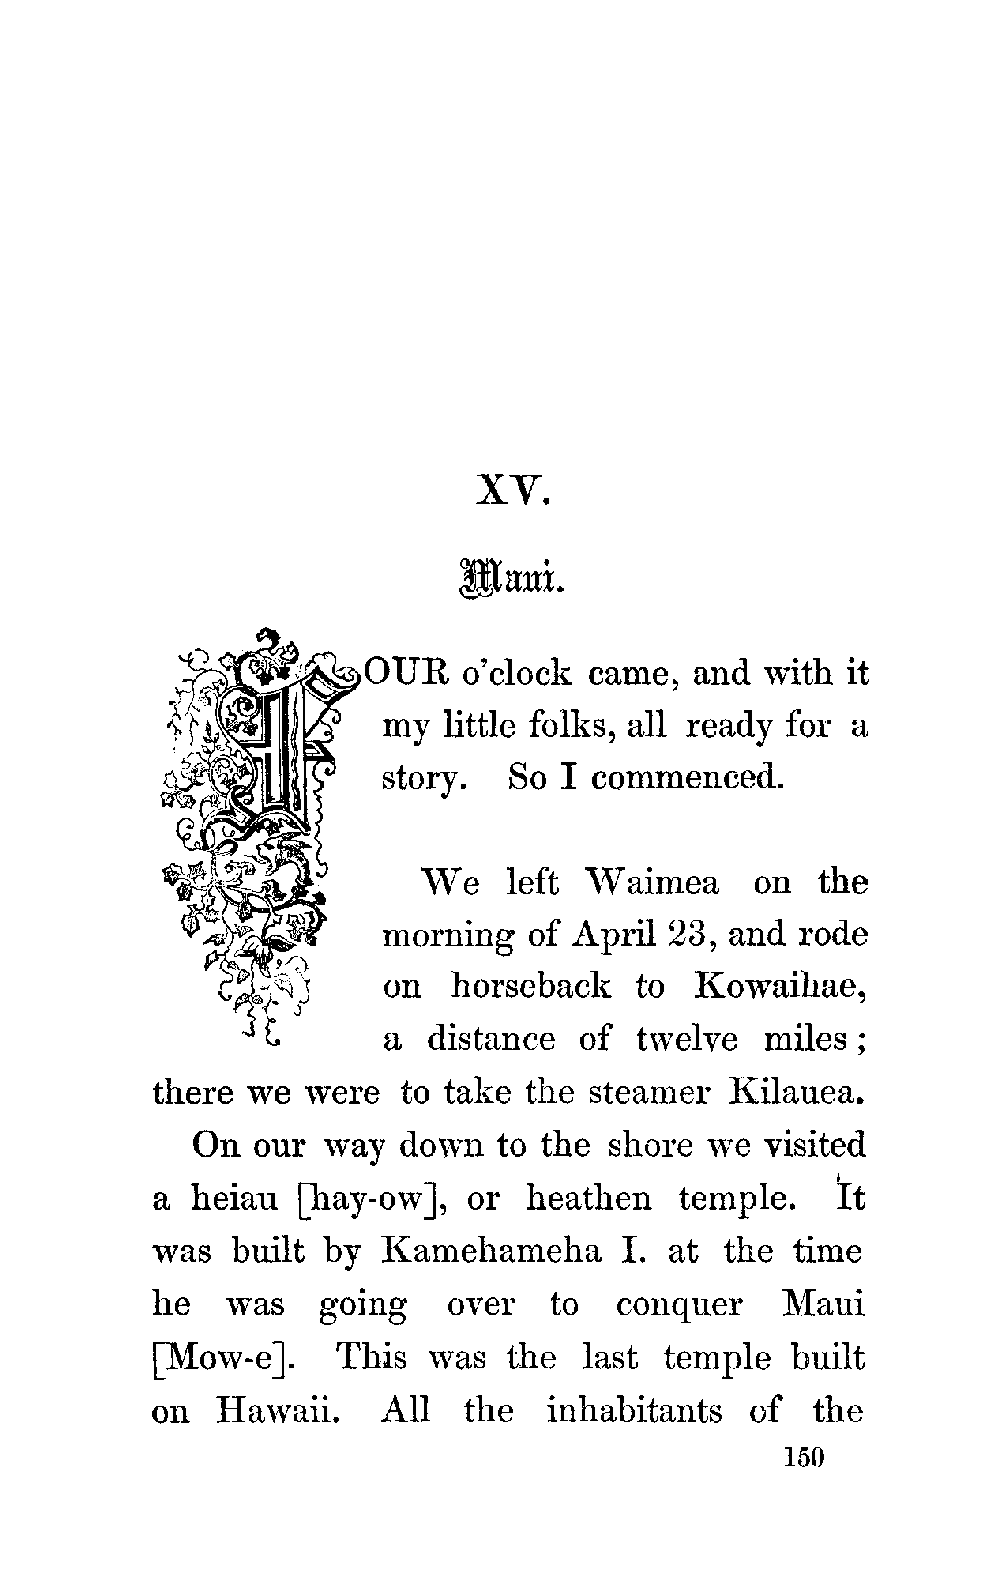 XV.
Maui.
FOUR o'clock came, and with it
my little folks, all ready for a
story. So I commenced.
We left Waimea on the
morning of April 23, and rode
on horseback to Kowaihae,
a distance of twelve miles;
there we were to take the steamer Kilauea.
On our way down to the shore we visited
a heiau [hay-ow], or heathen temple. It
was built by Kamehameha I. at the time
he was going over to conquer Maui
[Mow-e]. This was the last temple built
on Hawaii. All the inhabitants of the
150